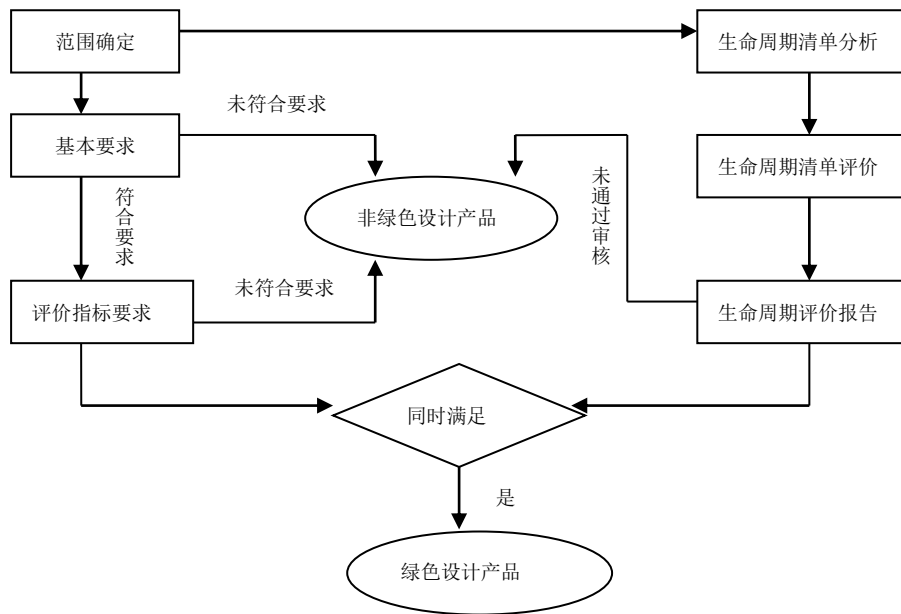 范围确定
生命周期清单分析
未符合要求
基本要求
生命周期清单评价
符合要求
未通过审核
非绿色设计产品
未符合要求
评价指标要求
生命周期评价报告
同时满足
是
绿色设计产品